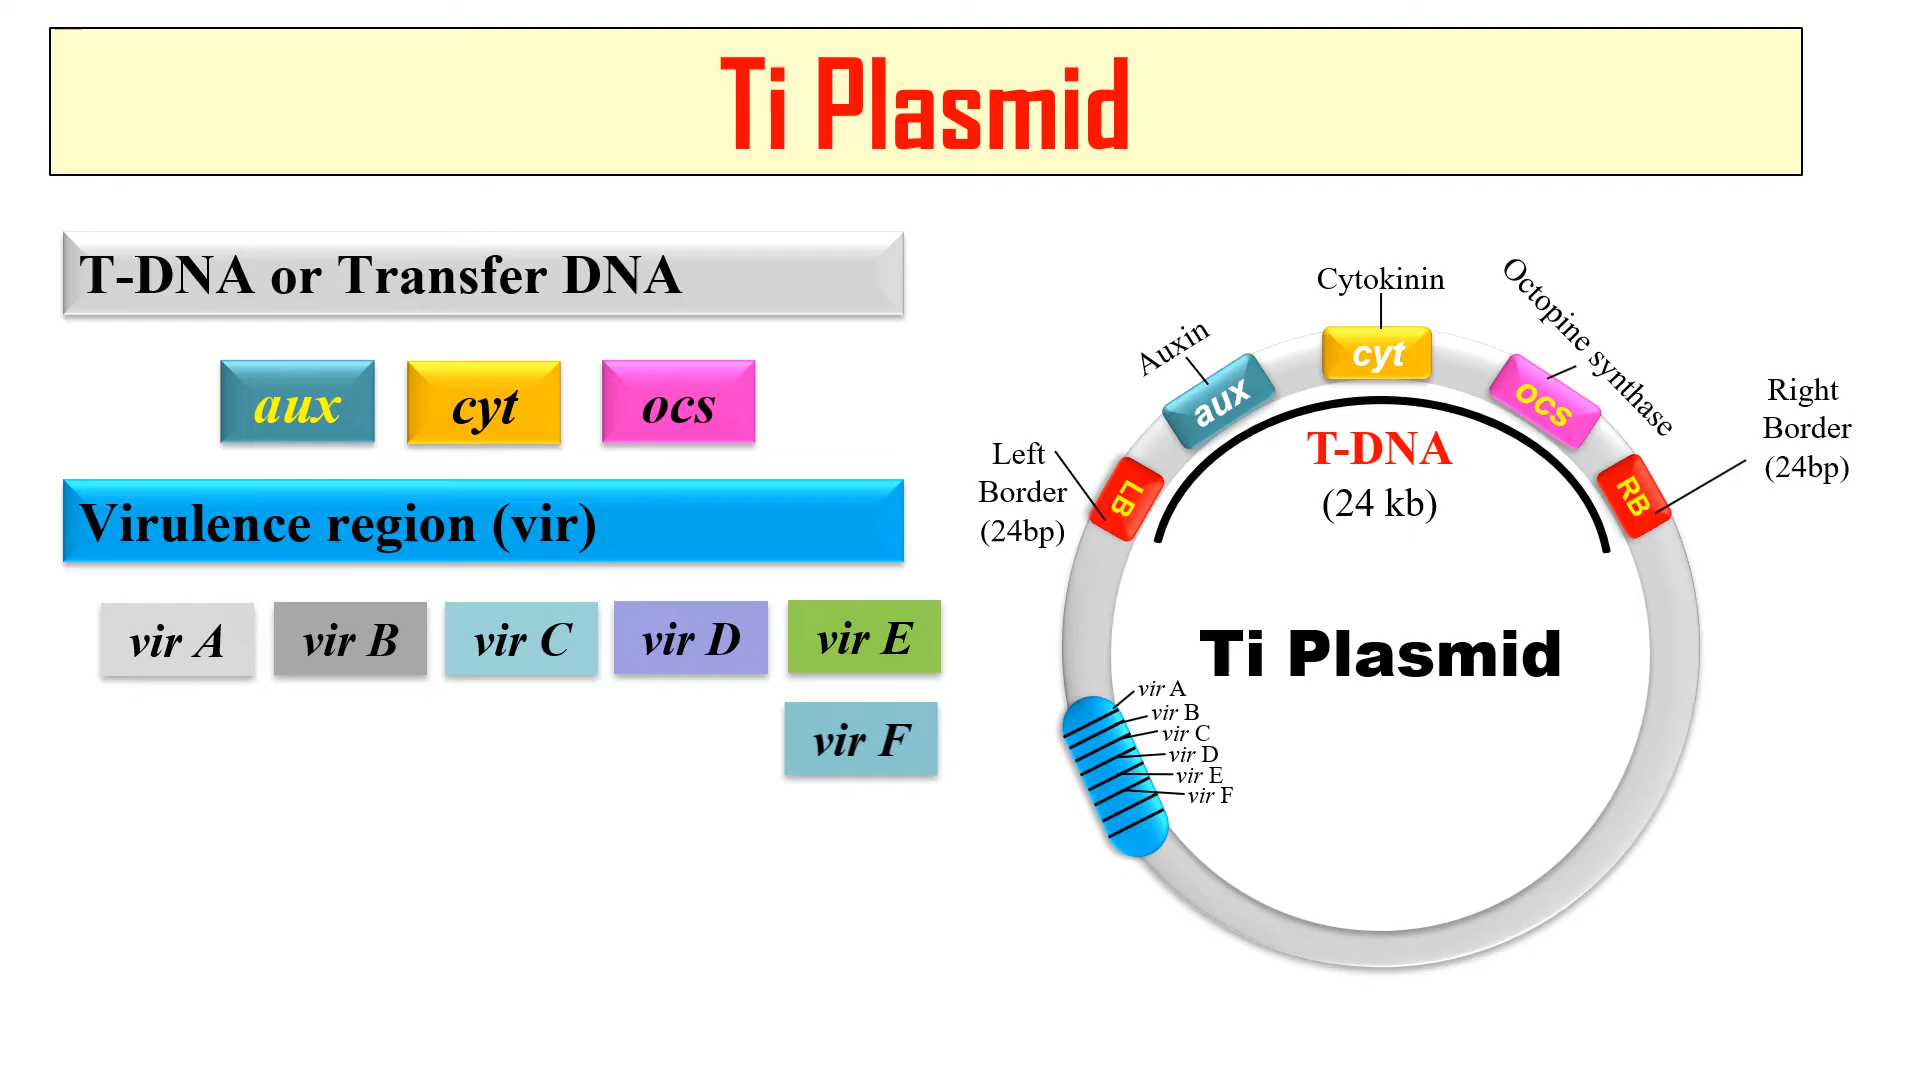 Ti Plasmid
T-DNA or Transfer DNA
aux
cyt
ocs
Virulence region (vir)
vir A
vir B
vir C
vir D
vir E
vir F
Cytokinin
Auxin
Octopine synthase
cyt
aux
ocs
Left
Border
(24bp)
LB
T-DNA
(24 kb)
RB
Right
Border
(24bp)
Ti Plasmid
vir A
vir B
vir C
vir D
vir E
vir F